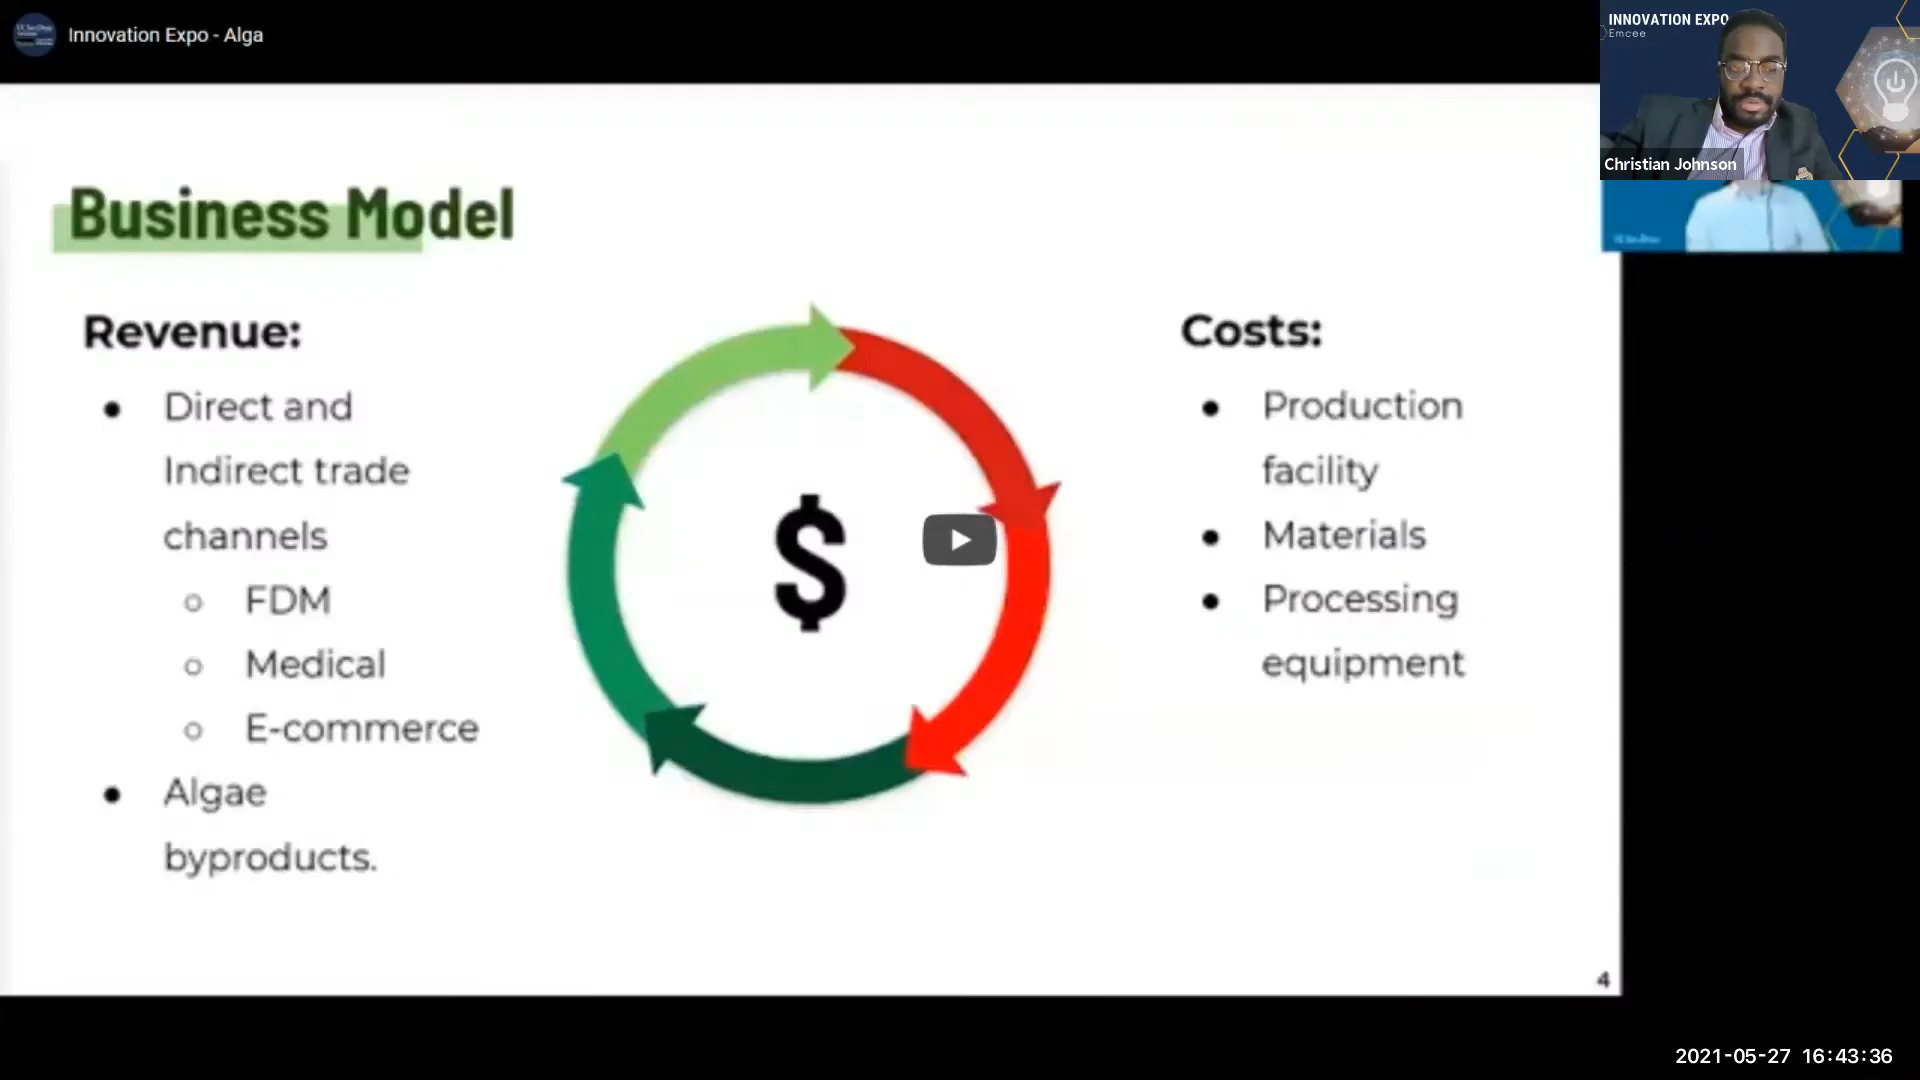 Innovation Expo - Alga
INNOVATION EXPO
Emcee
Christian Johnson
Business Model
Revenue:
● Direct and
Indirect trade
channels
○ FDM
○ Medical
○ E-commerce
● Algae
byproducts.
$
Costs:
● Production
facility
● Materials
● Processing
equipment
4
2021-05-27 16:43:36